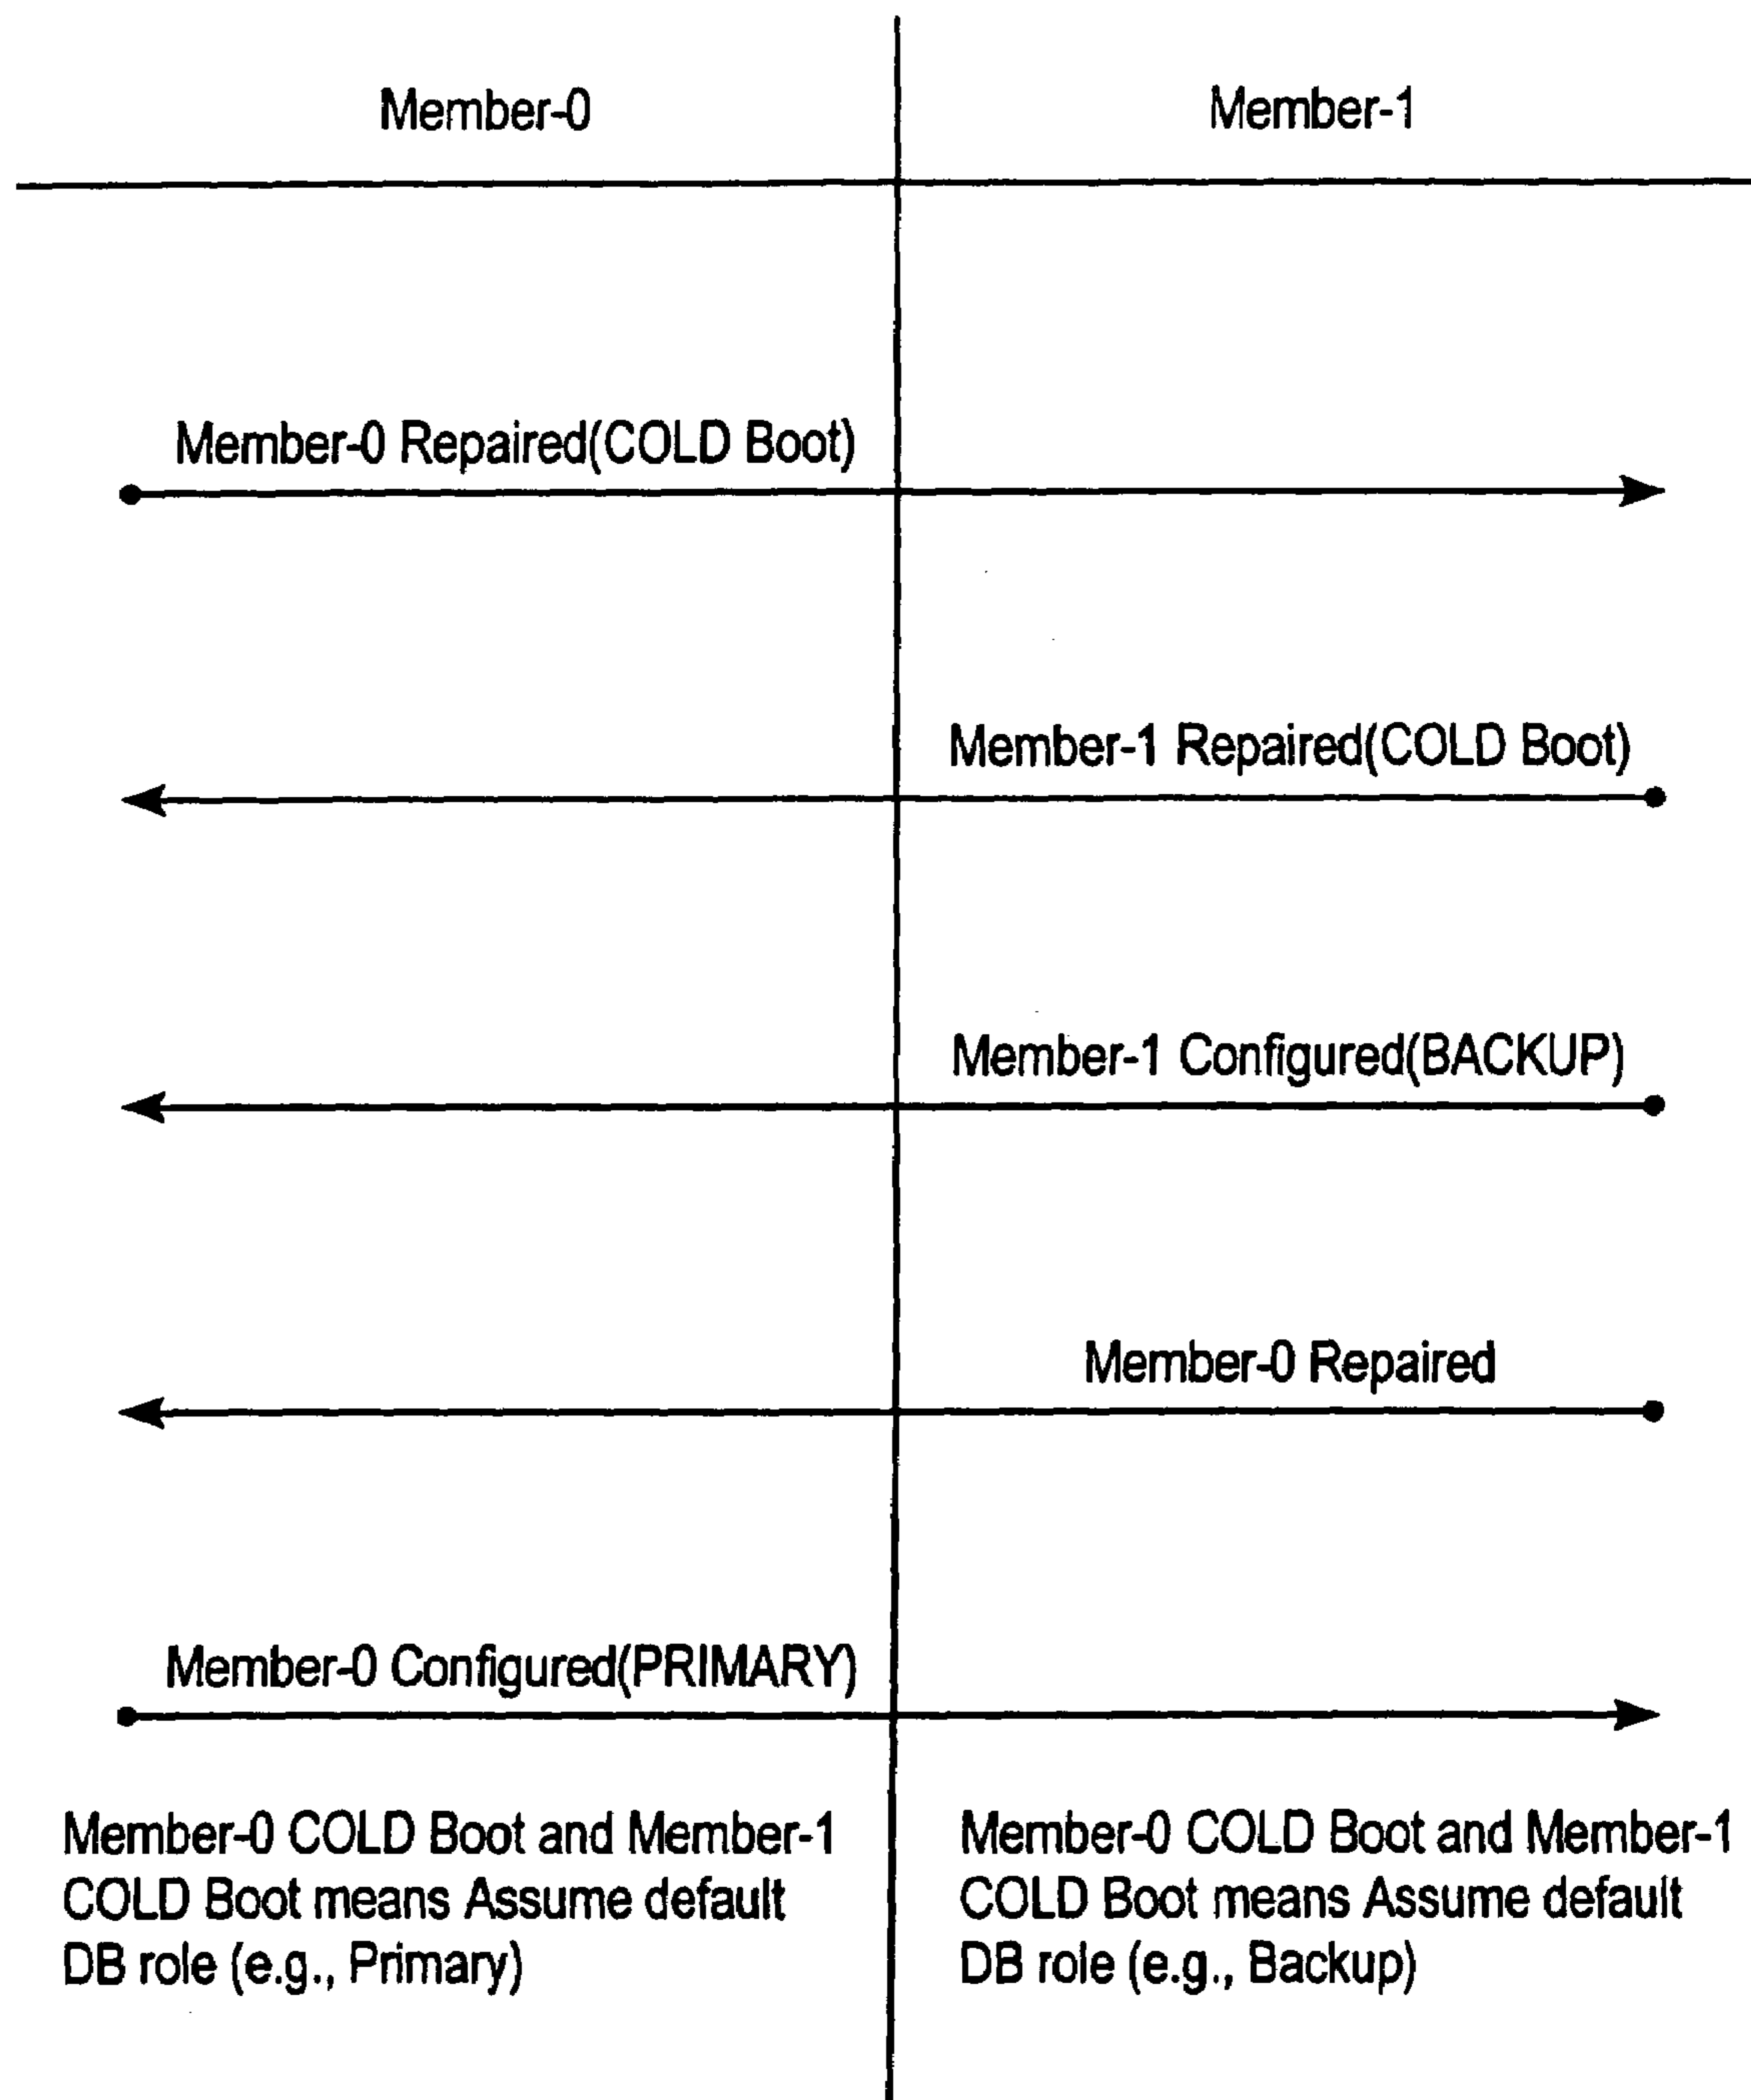 Member-0
Member-1
Member-0 Repaired(COLD Boot)
Member-1 Repaired(COLD Boot)
Member-1 Configured(BACKUP)
Member-0 Repaired
Member-0 Configured(PRIMARY)
Member-0 COLD Boot and Member-1
COLD Boot means Assume default
DB role (e.g., Primary)
Member-0 COLD Boot and Member-1
COLD Boot means Assume default
DB role (e.g., Backup)